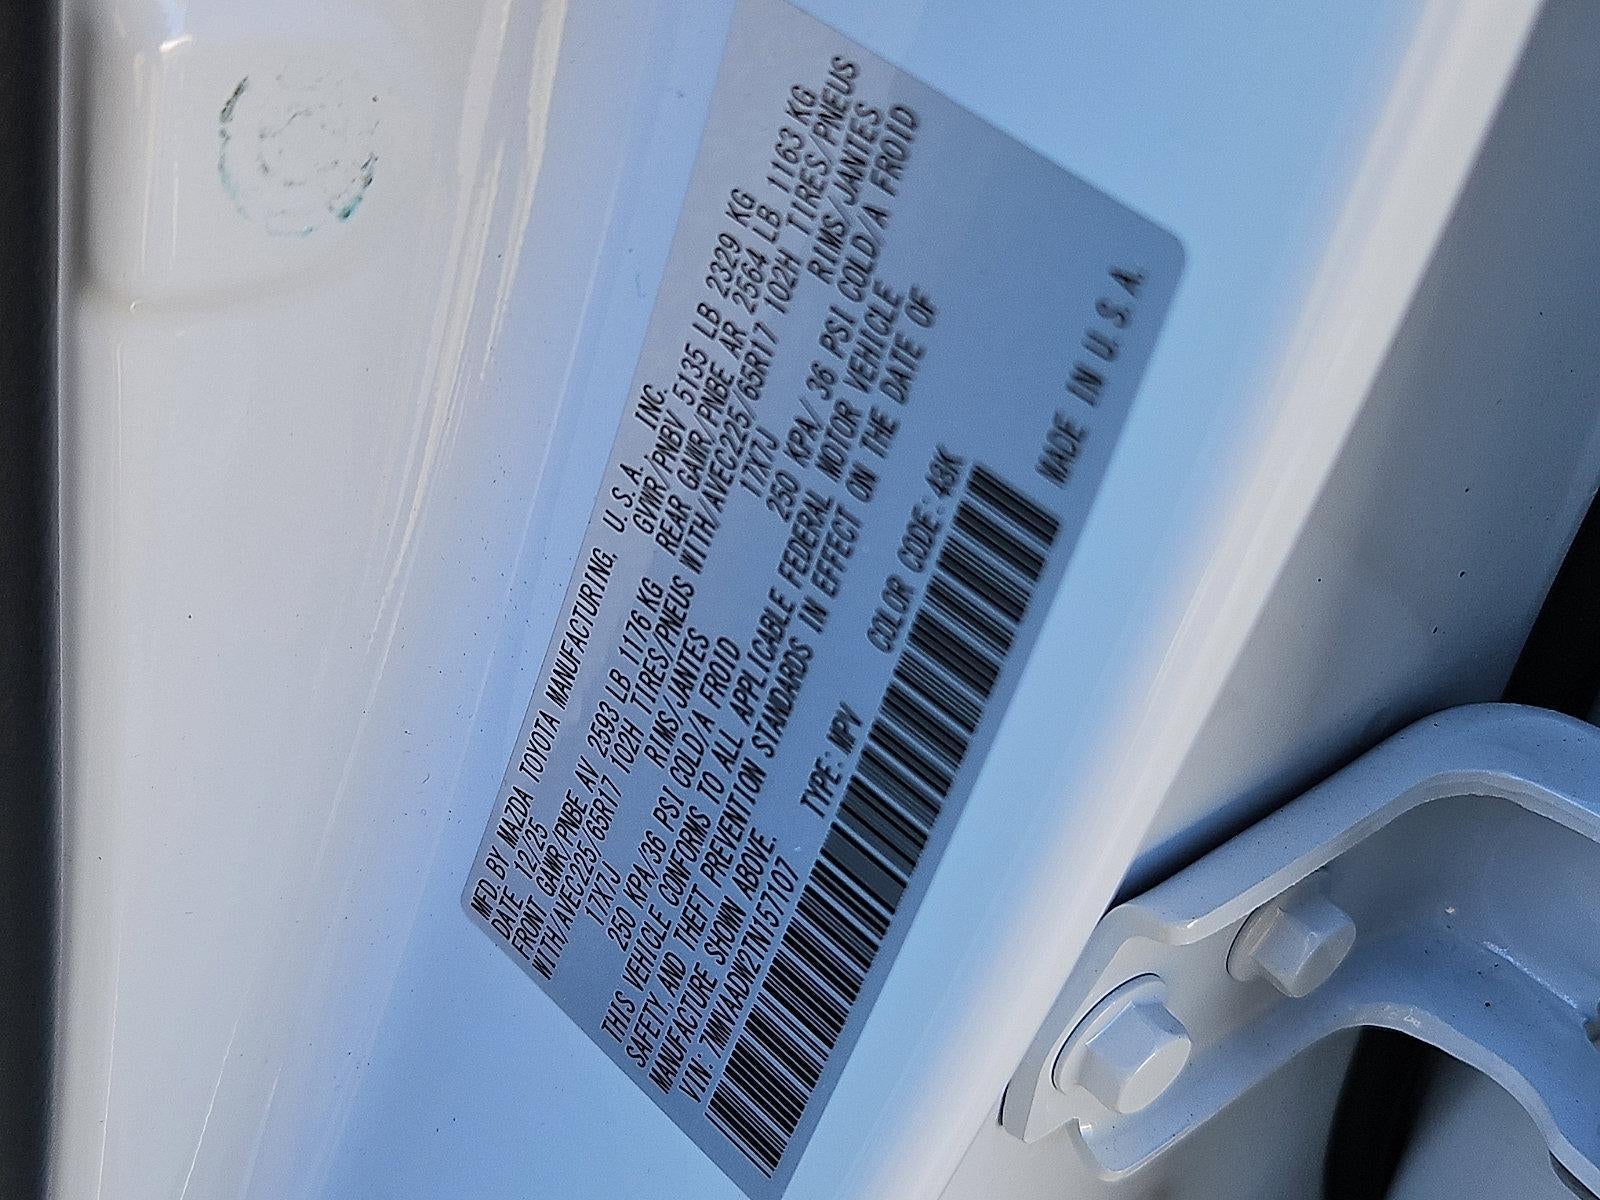 MFD. BY MAZDA TOYOTA MANUFACTURING, U.S.A. INC.
DATE 12/25 GVWR/PNBV 5135 LB 2329 KG
FRONT GAWR/PNBE AV 2593 LB 1176 KG REAR GAWR/PNBE AR 2564 LB 1163 KG
WITH/AVEC225/65R17 102H TIRES/PNEUS WITH/AVEC225/65R17 102H TIRES/PNEUS
17X7J RIMS/JANTES 17X7J RIMS/JANTES
250 KPA/36 PSI COLD/A FROID 250 KPA/36 PSI COLD/A FROID
THIS VEHICLE CONFORMS TO ALL APPLICABLE FEDERAL MOTOR VEHICLE
SAFETY, AND THEFT PREVENTION STANDARDS IN EFFECT ON THE DATE OF
MANUFACTURE SHOWN ABOVE.
VIN: 7MMVAADW2TN157107 TYPE: MPV COLOR CODE: 48K
MADE IN U.S.A.